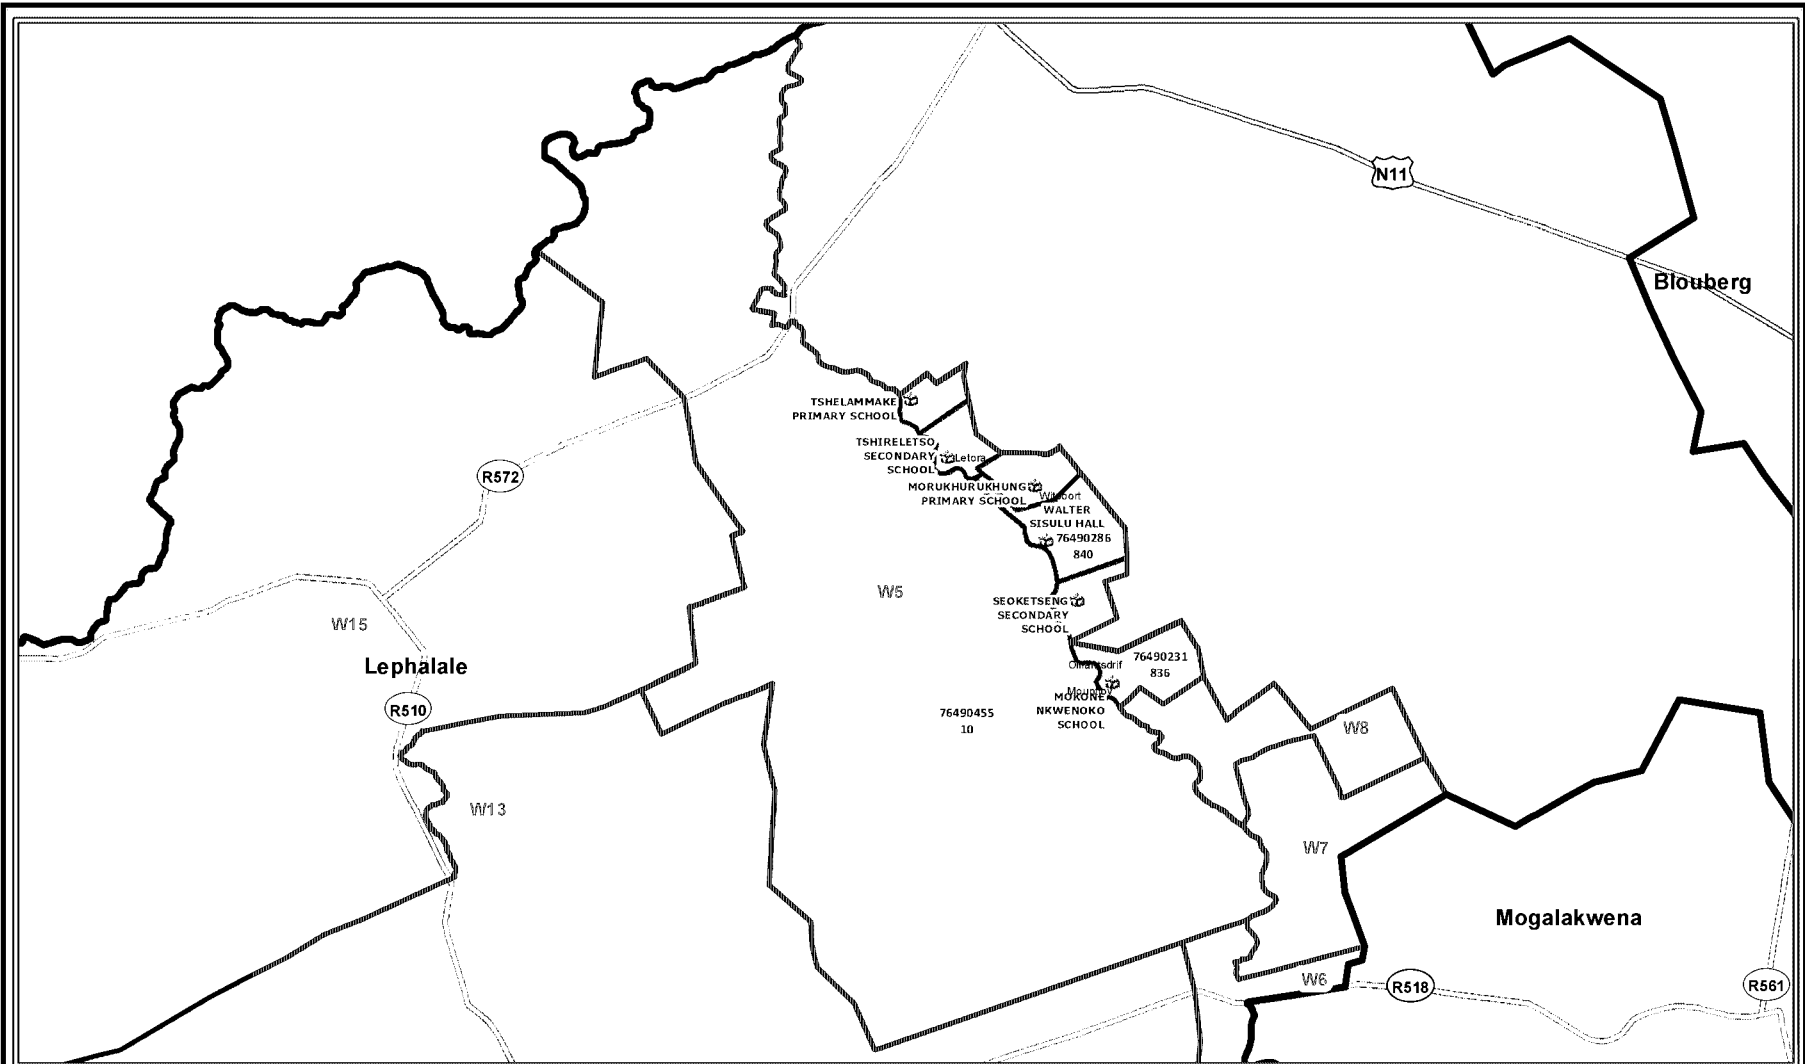 N11
Blouberg
TSHELAMMAKE
PRIMARY SCHOOL
TSHIRELETSO
SECONDARY
SCHOOL
Letora
R572
MORUKHURUKHUNG
PRIMARY SCHOOL
Witpoort
WALTER
SISULU HALL
76490286
840
W5
SEOKETSENG
SECONDARY
SCHOOL
W15
Lephalale
76490231
836
MOKONE
NKWENOKO
SCHOOL
R510
76490455
10
W8
W13
W7
Mogalakwena
W6
R518
R561